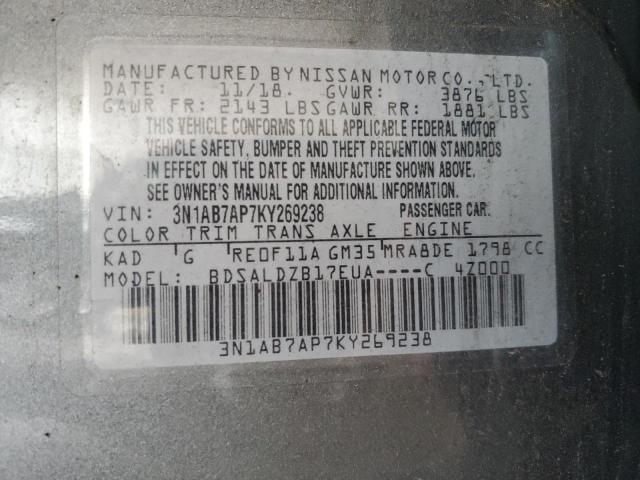 MANUFACTURED BY NISSAN MOTOR CO., LTD.
DATE: 11/18. GVWR: 3876 LBS
GAWR FR: 2143 LBS GAWR RR: 1881 LBS
THIS VEHICLE CONFORMS TO ALL APPLICABLE FEDERAL MOTOR
VEHICLE SAFETY, BUMPER AND THEFT PREVENTION STANDARDS
IN EFFECT ON THE DATE OF MANUFACTURE SHOWN ABOVE.
SEE OWNER'S MANUAL FOR ADDITIONAL INFORMATION.
VIN: 3N1AB7AP7KY269238 PASSENGER CAR.
COLOR TRIM TRANS AXLE ENGINE
KAD G RE0F11A GM35 MRA8DE 1798 CC
MODEL: BDSALDZB17EUA----C 4Z000
3N1AB7AP7KY269238